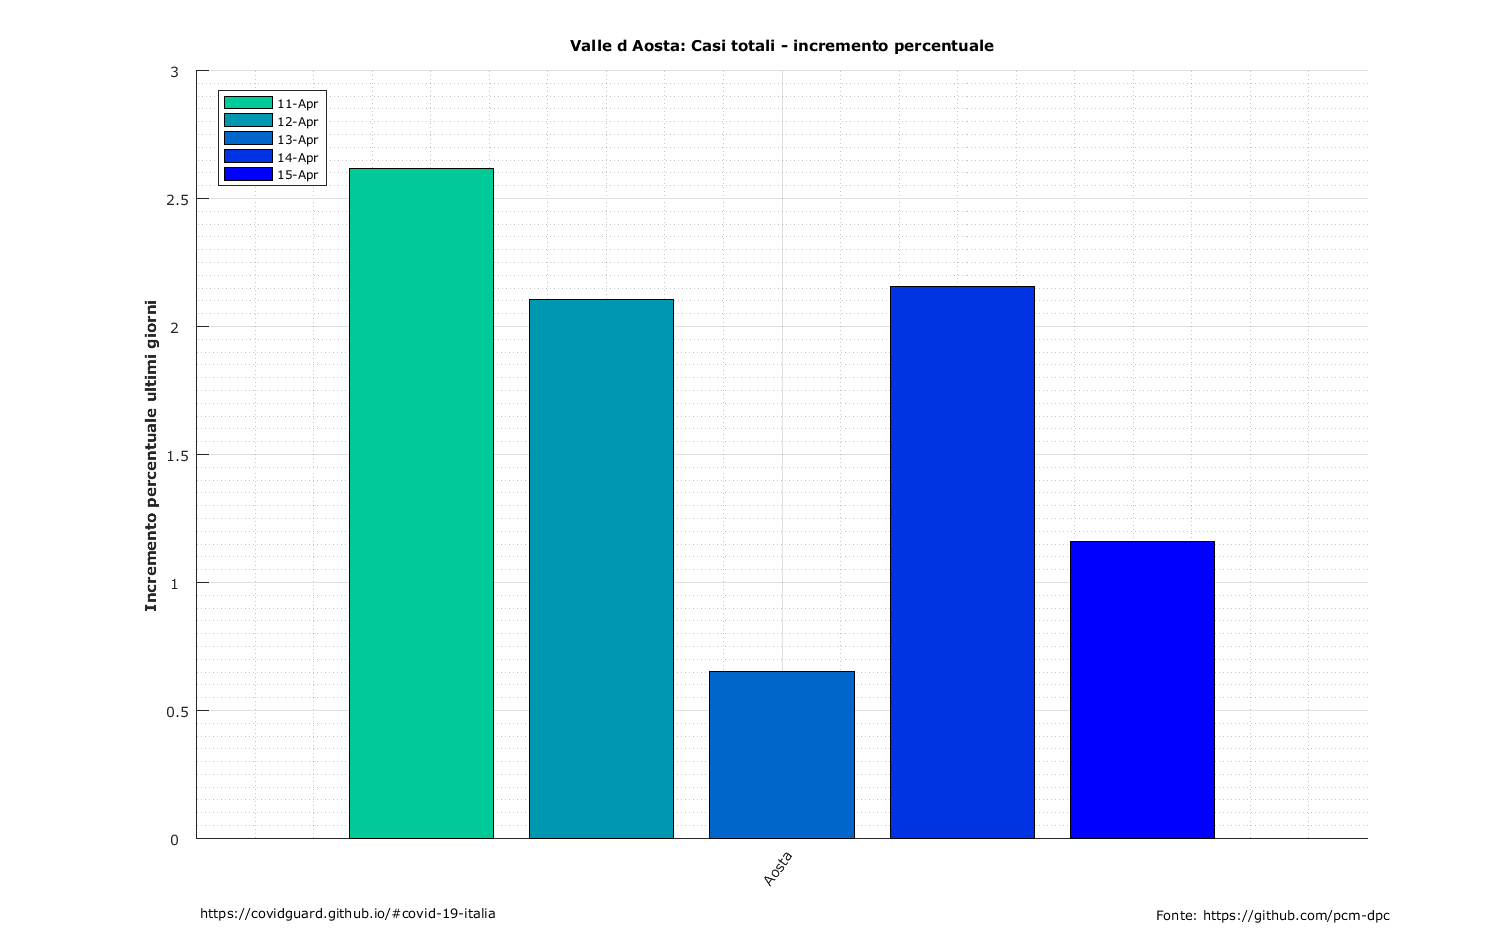 Valle d Aosta: Casi totali - incremento percentuale
3
2.5
2
1.5
1
0.5
0
Incremento percentuale ultimi giorni
11-Apr
12-Apr
13-Apr
14-Apr
15-Apr
Aosta
https://covidguard.github.io/#covid-19-italia
Fonte: https://github.com/pcm-dpc